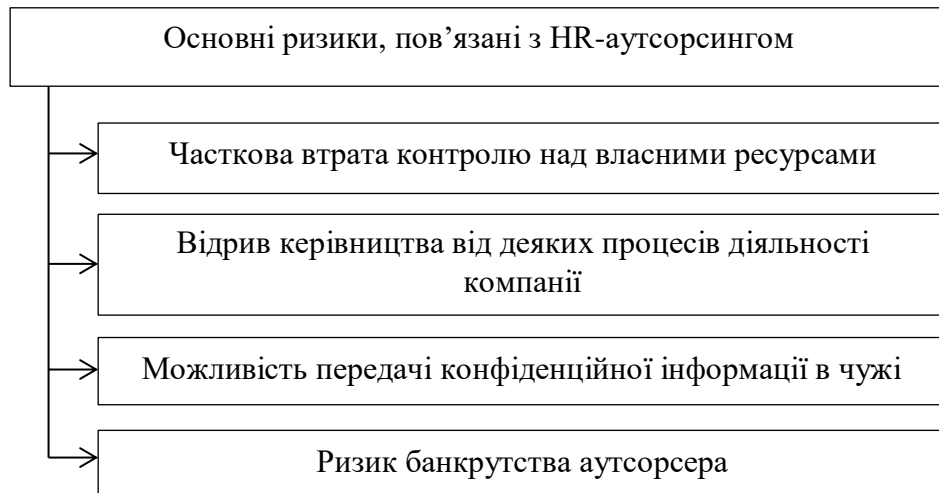 Основні ризики, пов’язані з HR-аутсорсингом
Часткова втрата контролю над власними ресурсами
Відрив керівництва від деяких процесів діяльності
компанії
Можливість передачі конфіденційної інформації в чужі
Ризик банкрутства аутсорсера